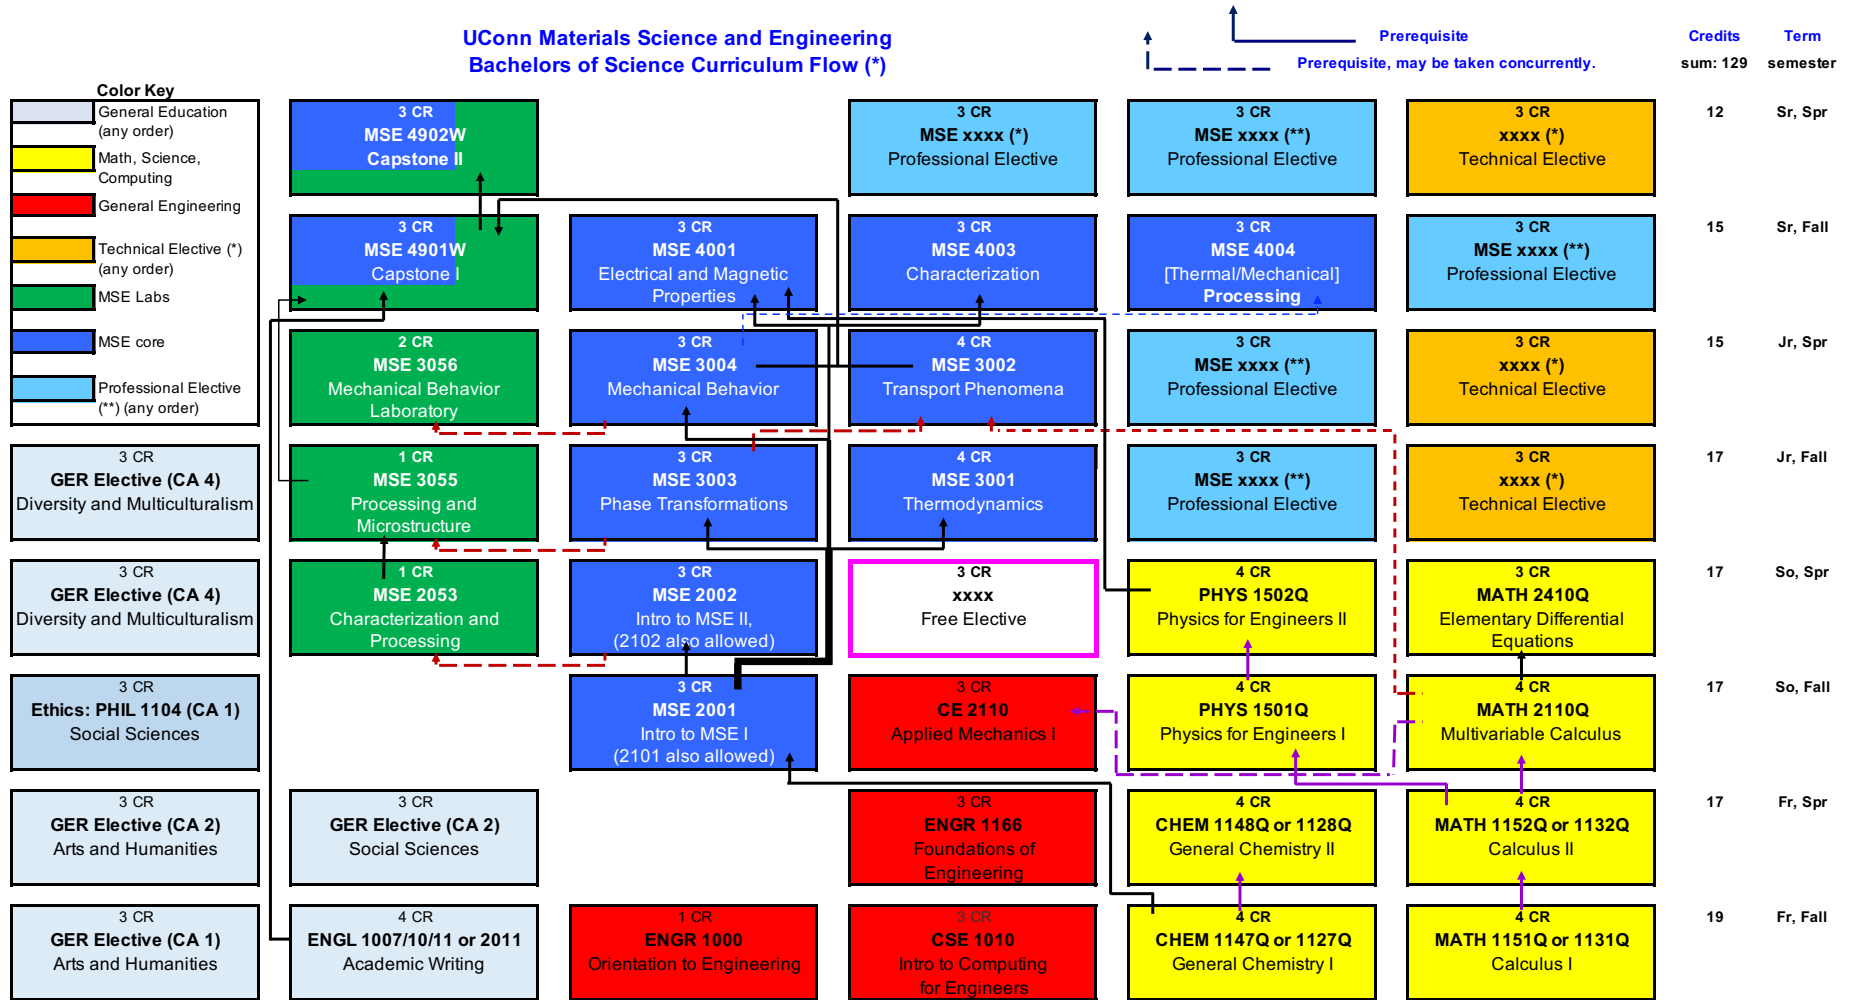 UConn Materials Science and Engineering
Bachelors of Science Curriculum Flow (*)
Prerequisite
Prerequisite, may be taken concurrently.
Credits
Term
sum: 129
semester
Color Key
General Education
(any order)
Math, Science,
Computing
General Engineering
Technical Elective (*)
(any order)
MSE Labs
MSE core
Professional Elective
(**) (any order)
3 CR
MSE 4902W
Capstone II
3 CR
MSE xxxx (*)
Professional Elective
3 CR
MSE xxxx (**)
Professional Elective
3 CR
xxxx (*)
Technical Elective
12
Sr, Spr
3 CR
MSE 4901W
Capstone I
3 CR
MSE 4001
Electrical and Magnetic
Properties
3 CR
MSE 4003
Characterization
3 CR
MSE 4004
[Thermal/Mechanical]
Processing
3 CR
MSE xxxx (**)
Professional Elective
15
Sr, Fall
2 CR
MSE 3056
Mechanical Behavior
Laboratory
3 CR
MSE 3004
Mechanical Behavior
4 CR
MSE 3002
Transport Phenomena
3 CR
MSE xxxx (**)
Professional Elective
3 CR
xxxx (*)
Technical Elective
15
Jr, Spr
3 CR
GER Elective (CA 4)
Diversity and Multiculturalism
1 CR
MSE 3055
Processing and
Microstructure
3 CR
MSE 3003
Phase Transformations
4 CR
MSE 3001
Thermodynamics
3 CR
MSE xxxx (**)
Professional Elective
3 CR
xxxx (*)
Technical Elective
17
Jr, Fall
3 CR
GER Elective (CA 4)
Diversity and Multiculturalism
1 CR
MSE 2053
Characterization and
Processing
3 CR
MSE 2002
Intro to MSE II,
(2102 also allowed)
3 CR
xxxx
Free Elective
4 CR
PHYS 1502Q
Physics for Engineers II
3 CR
MATH 2410Q
Elementary Differential
Equations
17
So, Spr
3 CR
Ethics: PHIL 1104 (CA 1)
Social Sciences
3 CR
MSE 2001
Intro to MSE I
(2101 also allowed)
3 CR
CE 2110
Applied Mechanics I
4 CR
PHYS 1501Q
Physics for Engineers I
4 CR
MATH 2110Q
Multivariable Calculus
17
So, Fall
3 CR
GER Elective (CA 2)
Arts and Humanities
3 CR
GER Elective (CA 2)
Social Sciences
3 CR
ENGR 1166
Foundations of
Engineering
4 CR
CHEM 1148Q or 1128Q
General Chemistry II
4 CR
MATH 1152Q or 1132Q
Calculus II
17
Fr, Spr
3 CR
GER Elective (CA 1)
Arts and Humanities
4 CR
ENGL 1007/10/11 or 2011
Academic Writing
1 CR
ENGR 1000
Orientation to Engineering
3 CR
CSE 1010
Intro to Computing
for Engineers
4 CR
CHEM 1147Q or 1127Q
General Chemistry I
4 CR
MATH 1151Q or 1131Q
Calculus I
19
Fr, Fall